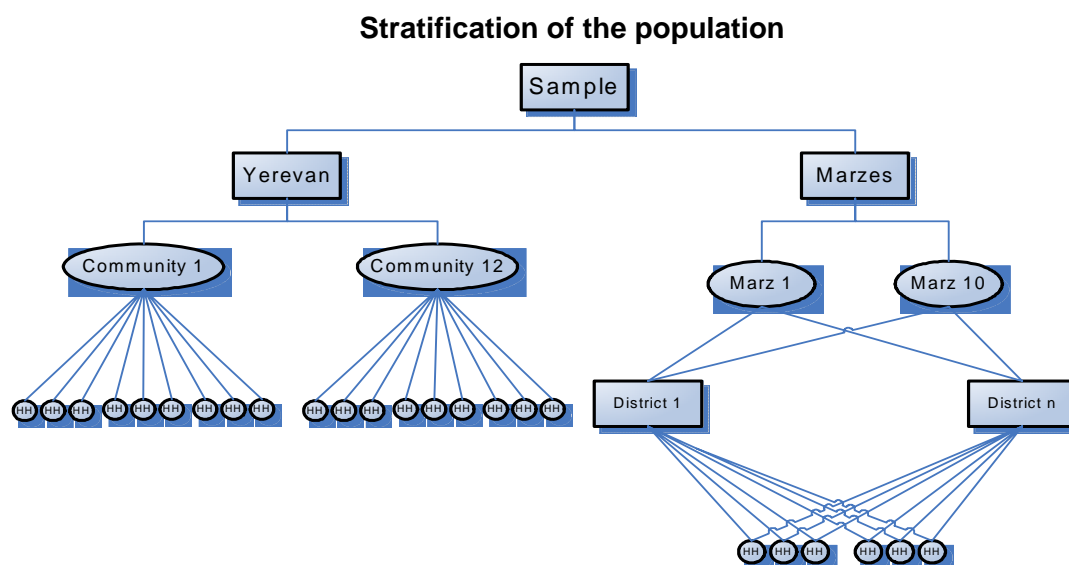 Stratification of the population
Sample
Yerevan
Marzes
Community 1
Community 12
Marz 1
Marz 10
District 1
District n
HH HH HH HH HH HH HH HH HH
HH HH HH HH HH HH HH HH HH
HH HH HH HH HH HH